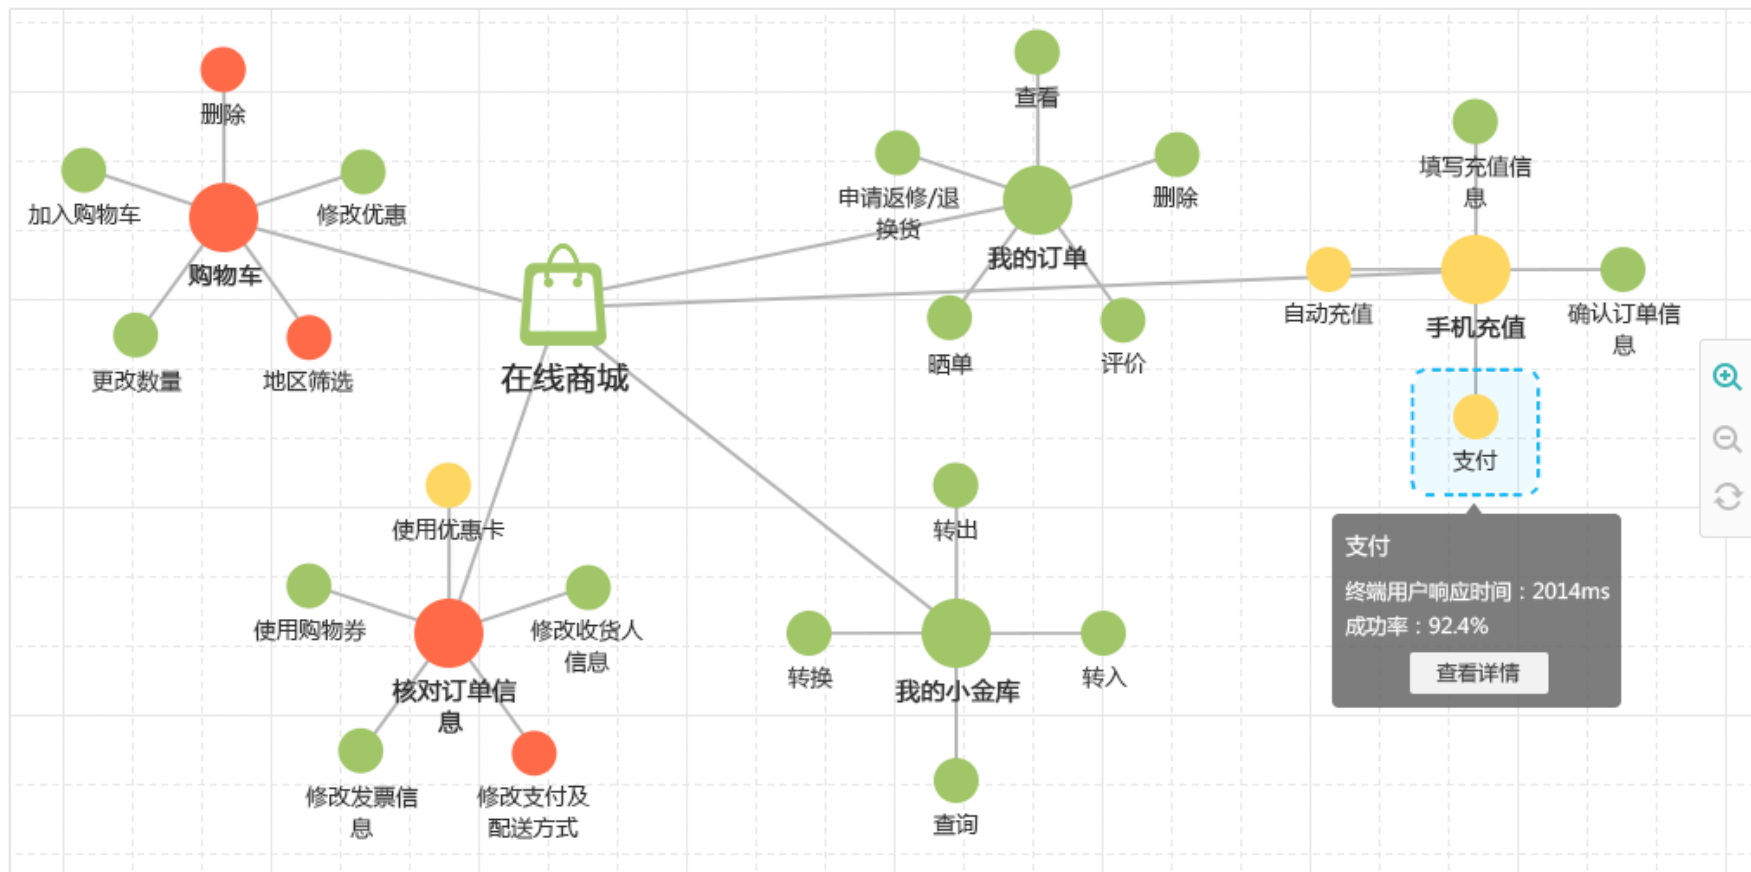 删除
加入购物车
修改优惠
购物车
更改数量
地区筛选
在线商城
查看
申请返修/退
换货
删除
我的订单
晒单
评价
填写充值信
息
自动充值
手机充值
确认订单信
息
支付
支付
终端用户响应时间：2014ms
成功率：92.4%
查看详情
使用优惠卡
使用购物券
修改收货人
信息
核对订单信
息
修改发票信
息
修改支付及
配送方式
转出
转换
我的小金库
转入
查询